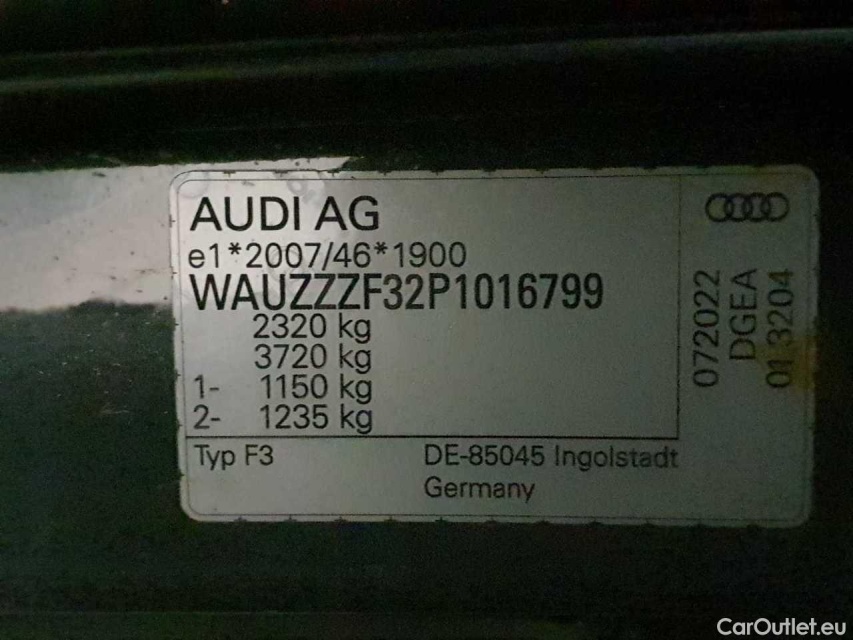 AUDI AG
e1*2007/46*1900
WAUZZZF32P1016799
2320 kg
3720 kg
1- 1150 kg
2- 1235 kg
Typ F3
DE-85045 Ingolstadt
Germany
072022
DGEA
01 3204
CarOutlet.eu